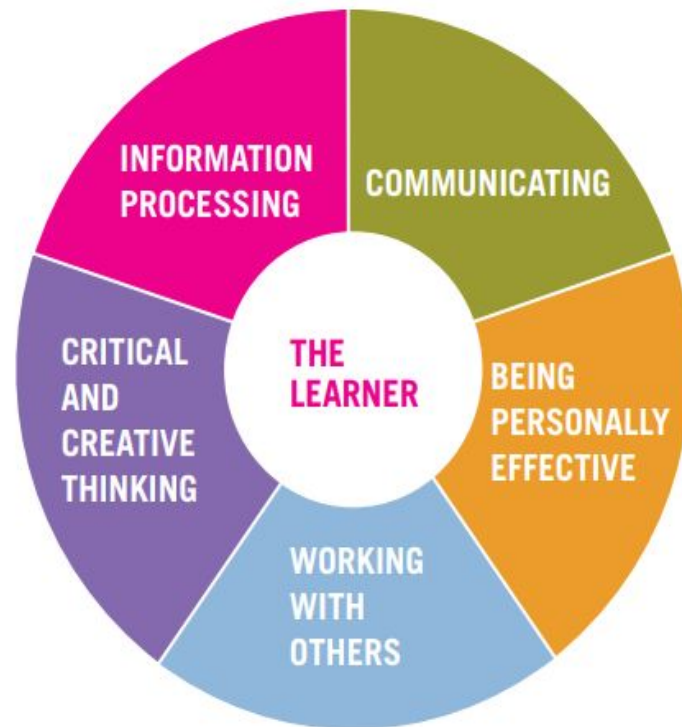 INFORMATION
PROCESSING
COMMUNICATING
CRITICAL
AND
CREATIVE
THINKING
THE
LEARNER
BEING
PERSONALLY
EFFECTIVE
WORKING
WITH
OTHERS